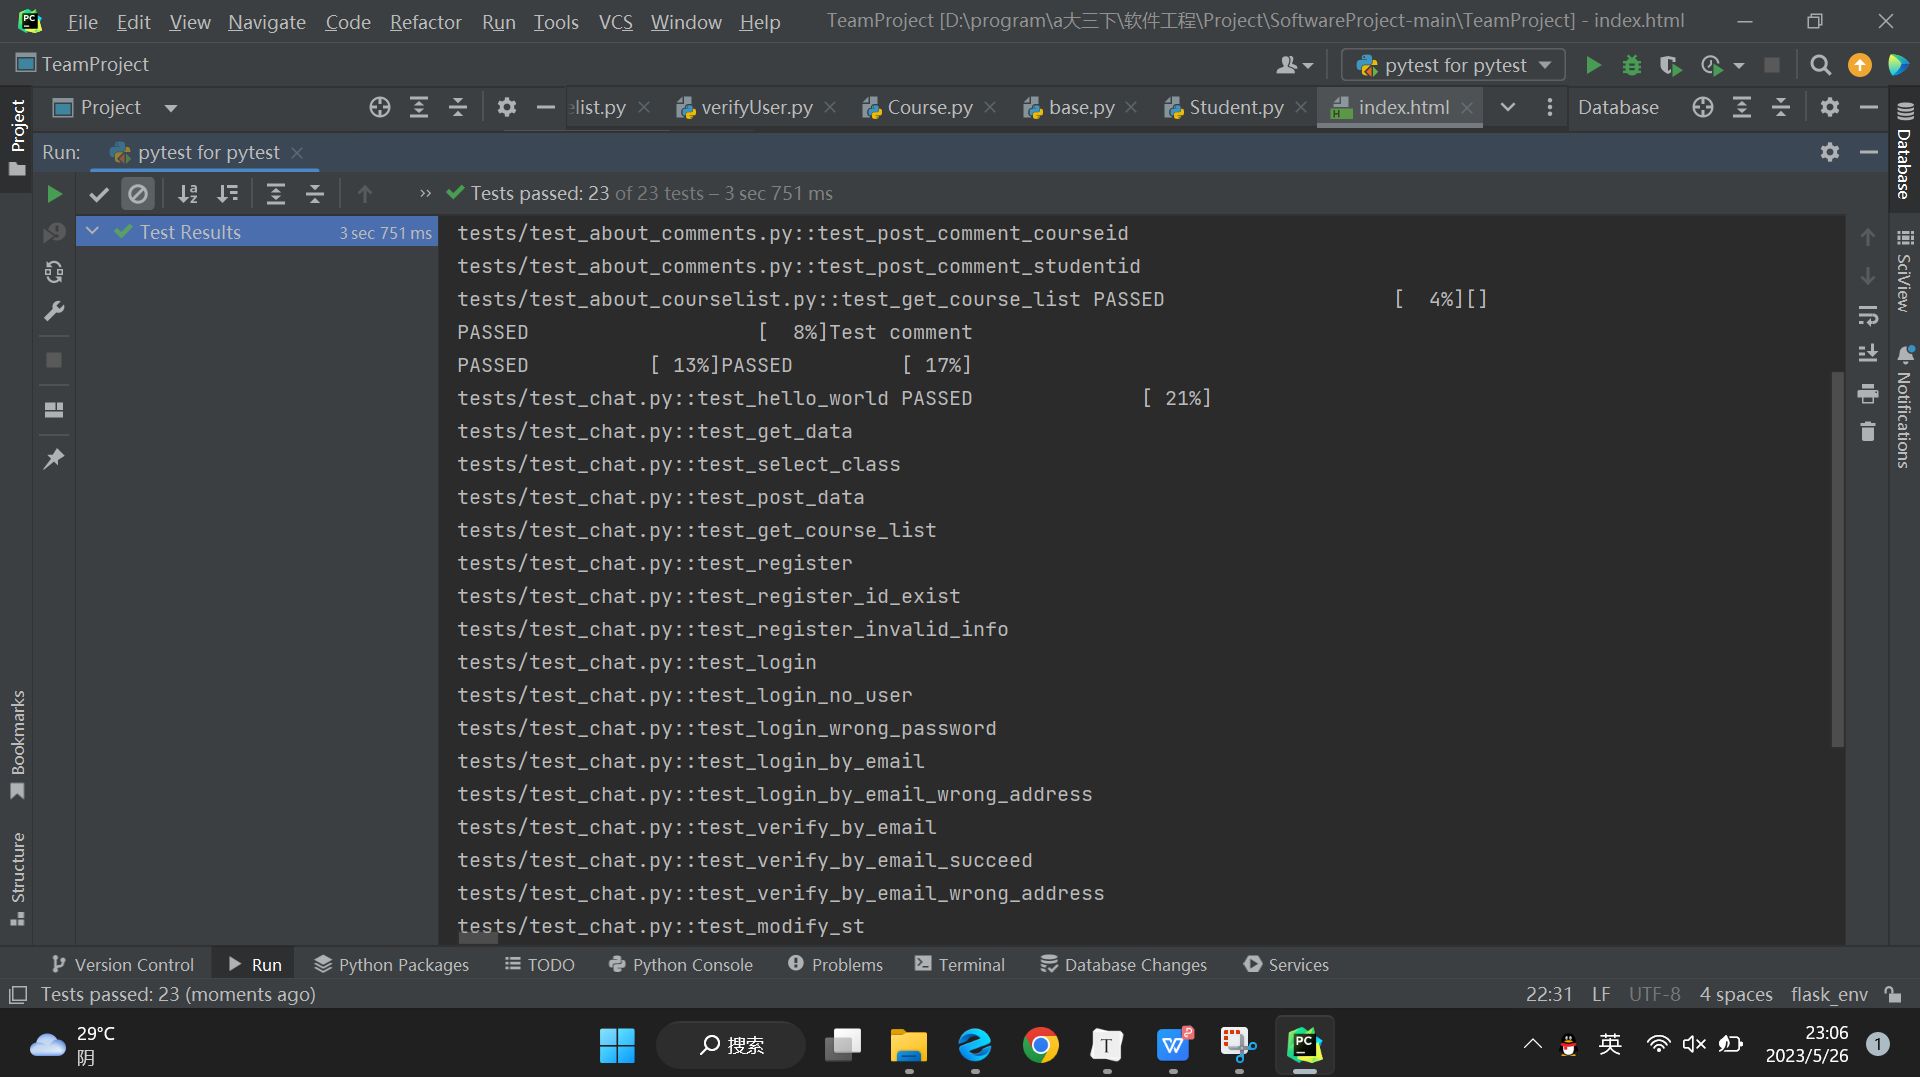 PC File Edit View Navigate Code Refactor Run Tools VCS Window Help TeamProject [D:\program\a大三下\软件工程\Project\SoftwareProject-main\TeamProject] - index.html
TeamProject pytest for pytest
Project list.py verifyUser.py Course.py base.py Student.py index.html Database
Run: pytest for pytest
Tests passed: 23 of 23 tests – 3 sec 751 ms
Test Results 3 sec 751 ms
tests/test_about_comments.py::test_post_comment_courseid
tests/test_about_comments.py::test_post_comment_studentid
tests/test_about_courselist.py::test_get_course_list PASSED [  4%][]
PASSED [  8%]Test comment
PASSED [ 13%]PASSED [ 17%]
tests/test_chat.py::test_hello_world PASSED [ 21%]
tests/test_chat.py::test_get_data
tests/test_chat.py::test_select_class
tests/test_chat.py::test_post_data
tests/test_chat.py::test_get_course_list
tests/test_chat.py::test_register
tests/test_chat.py::test_register_id_exist
tests/test_chat.py::test_register_invalid_info
tests/test_chat.py::test_login
tests/test_chat.py::test_login_no_user
tests/test_chat.py::test_login_wrong_password
tests/test_chat.py::test_login_by_email
tests/test_chat.py::test_login_by_email_wrong_address
tests/test_chat.py::test_verify_by_email
tests/test_chat.py::test_verify_by_email_succeed
tests/test_chat.py::test_verify_by_email_wrong_address
tests/test_chat.py::test_modify_st
Project
Bookmarks
Structure
Database
SciView
Notifications
Version Control Run Python Packages TODO Python Console Problems Terminal Database Changes Services
Tests passed: 23 (moments ago) 22:31 LF UTF-8 4 spaces flask_env
29°C
阴
搜索
T
W
PC
英
23:06
2023/5/26
1